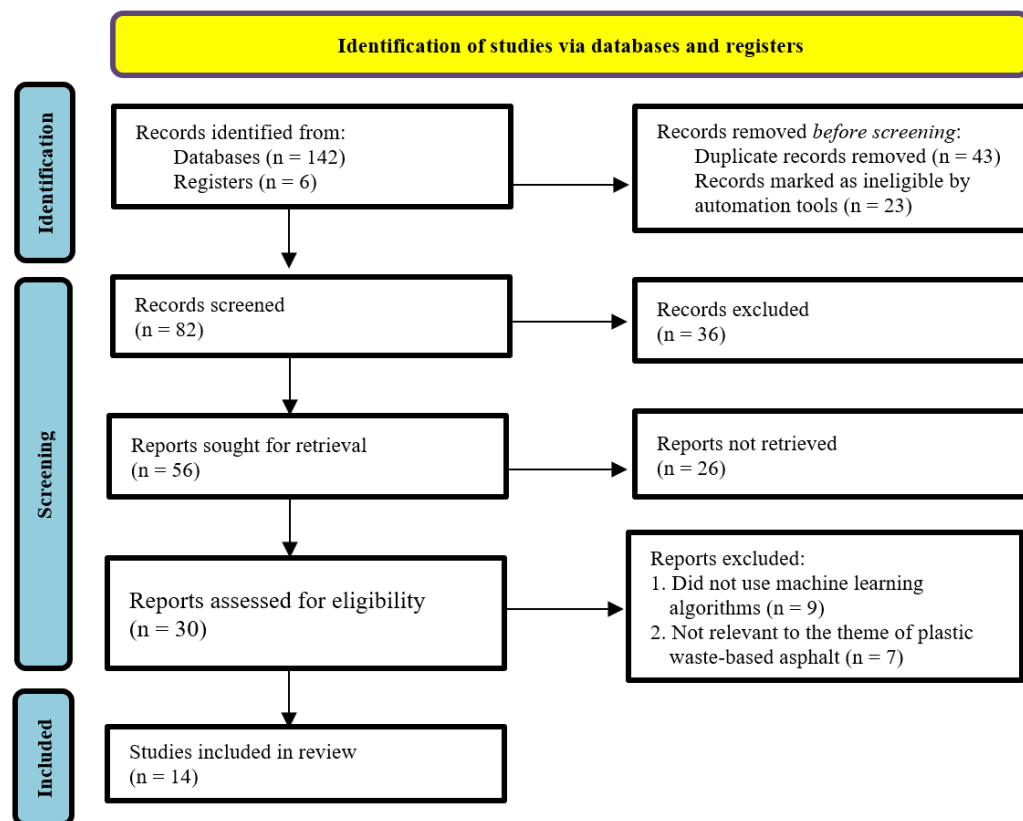 Identification of studies via databases and registers
Identification
Records identified from:
Databases (n = 142)
Registers (n = 6)
Records removed before screening:
Duplicate records removed (n = 43)
Records marked as ineligible by
automation tools (n = 23)
Screening
Records screened
(n = 82)
Records excluded
(n = 36)
Reports sought for retrieval
(n = 56)
Reports not retrieved
(n = 26)
Reports assessed for eligibility
(n = 30)
Reports excluded:
1. Did not use machine learning
algorithms (n = 9)
2. Not relevant to the theme of plastic
waste-based asphalt (n = 7)
Included
Studies included in review
(n = 14)